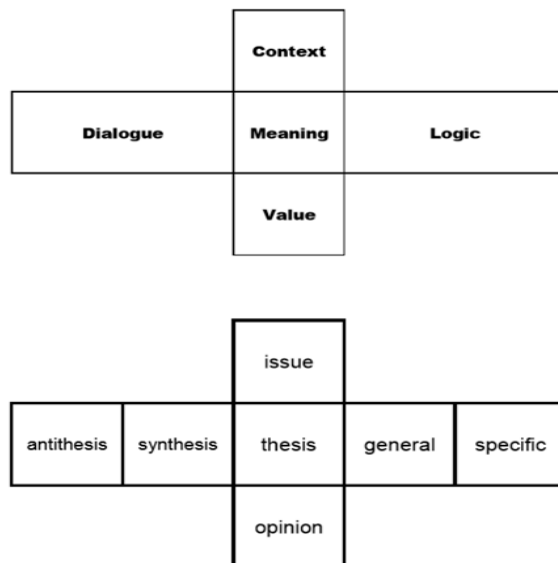 Context
Dialogue Meaning Logic
Value
issue
antithesis synthesis thesis general specific
opinion